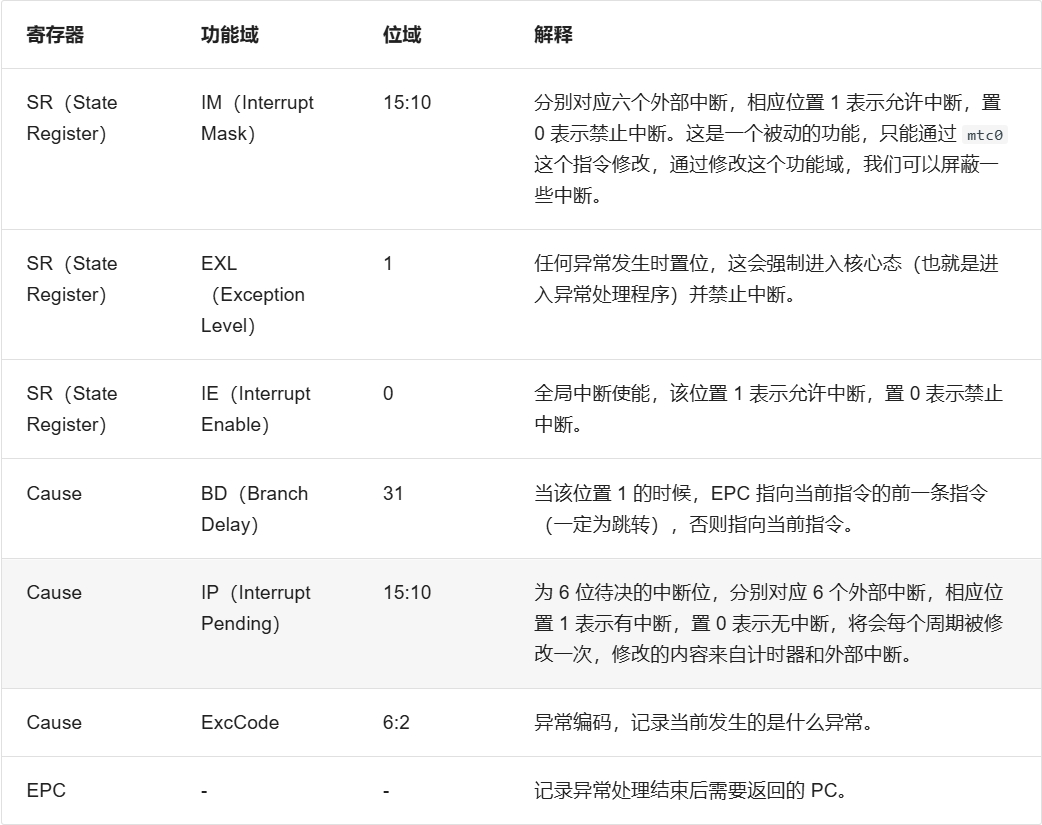 寄存器 功能域 位域 解释
SR（State IM（Interrupt 15:10 分别对应六个外部中断，相应位置 1 表示允许中断，置
Register） Mask） 0 表示禁止中断。这是一个被动的功能，只能通过 mtc0
这个指令修改，通过修改这个功能域，我们可以屏蔽一
些中断。
SR（State EXL 1 任何异常发生时置位，这会强制进入核心态（也就是进
Register） （Exception 入异常处理程序）并禁止中断。
Level）
SR（State IE（Interrupt 0 全局中断使能，该位置 1 表示允许中断，置 0 表示禁止
Register） Enable） 中断。
Cause BD（Branch 31 当该位置 1 的时候，EPC 指向当前指令的前一条指令
Delay） （一定为跳转），否则指向当前指令。
Cause IP（Interrupt 15:10 为 6 位待决的中断位，分别对应 6 个外部中断，相应位
Pending） 置 1 表示有中断，置 0 表示无中断，将会每个周期被修
改一次，修改的内容来自计时器和外部中断。
Cause ExcCode 6:2 异常编码，记录当前发生的是什么异常。
EPC - - 记录异常处理结束后需要返回的 PC。